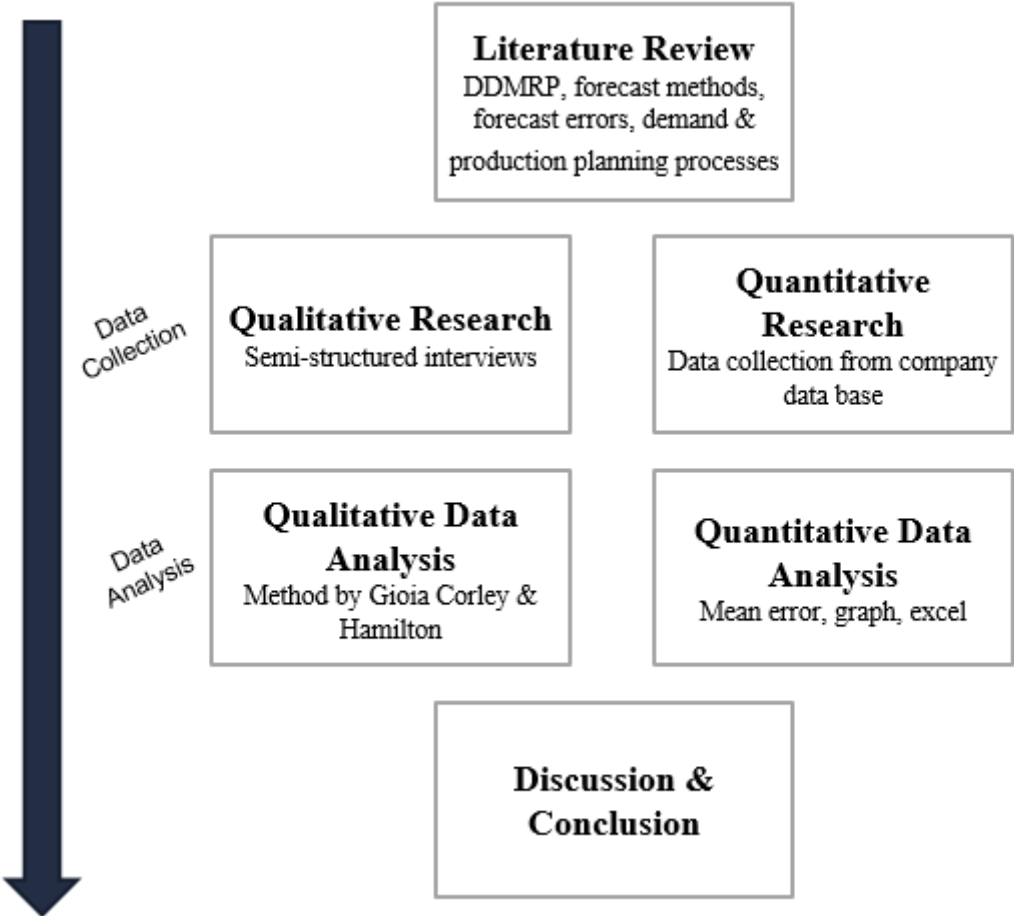 Literature Review
DDMRP, forecast methods,
forecast errors, demand &
production planning processes
Data
Collection
Qualitative Research
Semi-structured interviews
Quantitative
Research
Data collection from company
data base
Data
Analysis
Qualitative Data
Analysis
Method by Gioia Corley &
Hamilton
Quantitative Data
Analysis
Mean error, graph, excel
Discussion &
Conclusion